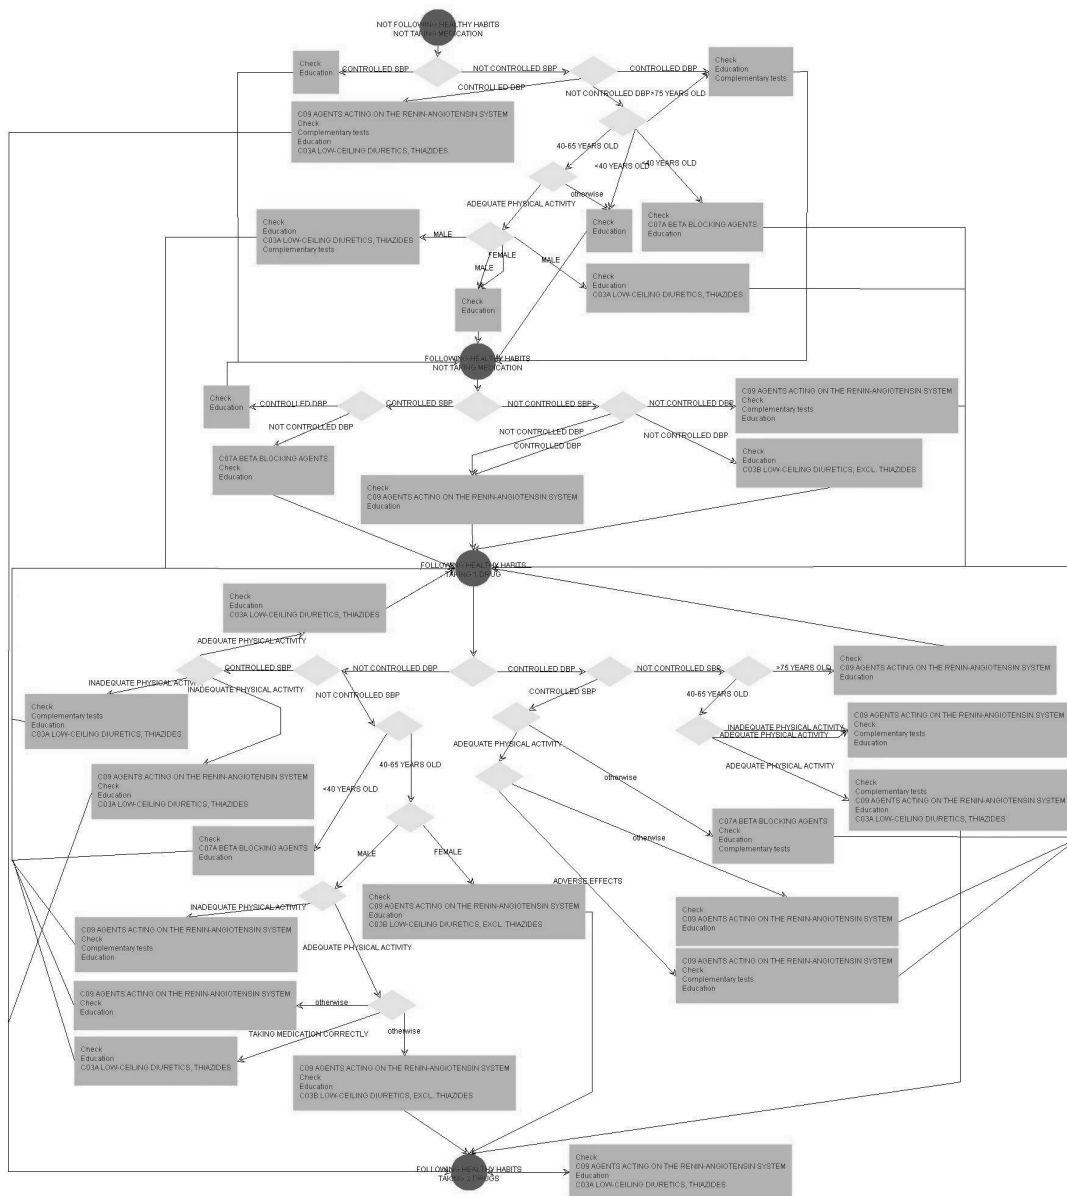 NOT FOLLOWING HEALTHY HABITS
NOT TAKING MEDICATION
Check
Education
CONTROLLED SBP
NOT CONTROLLED SBP
CONTROLLED DBP
Check
Education
Complementary tests
CONTROLLED DBP
NOT CONTROLLED DBP
>75 YEARS OLD
C09 AGENTS ACTING ON THE RENIN-ANGIOTENSIN SYSTEM
Check
Complementary tests
Education
C03A LOW-CEILING DIURETICS, THIAZIDES
40-65 YEARS OLD
<40 YEARS OLD
<40 YEARS OLD
otherwise
ADEQUATE PHYSICAL ACTIVITY
Check
Education
C03A LOW-CEILING DIURETICS, THIAZIDES
Complementary tests
MALE
FEMALE
MALE
MALE
Check
Education
Check
C07A BETA BLOCKING AGENTS
Education
Check
Education
C03A LOW-CEILING DIURETICS, THIAZIDES
Check
Education
FOLLOWING HEALTHY HABITS
NOT TAKING MEDICATION
Check
Education
CONTROLLED DBP
CONTROLLED SBP
NOT CONTROLLED SBP
NOT CONTROLLED DBP
C09 AGENTS ACTING ON THE RENIN-ANGIOTENSIN SYSTEM
Check
Complementary tests
Education
NOT CONTROLLED DBP
NOT CONTROLLED DBP
CONTROLLED DBP
NOT CONTROLLED DBP
C07A BETA BLOCKING AGENTS
Check
Education
Check
C09 AGENTS ACTING ON THE RENIN-ANGIOTENSIN SYSTEM
Education
Check
Education
C03B LOW-CEILING DIURETICS, EXCL. THIAZIDES
FOLLOWING HEALTHY HABITS
TAKING 1 DRUG
Check
Education
C03A LOW-CEILING DIURETICS, THIAZIDES
ADEQUATE PHYSICAL ACTIVITY
CONTROLLED SBP
NOT CONTROLLED DBP
CONTROLLED DBP
NOT CONTROLLED SBP
>75 YEARS OLD
Check
C09 AGENTS ACTING ON THE RENIN-ANGIOTENSIN SYSTEM
Education
INADEQUATE PHYSICAL ACTIVITY
INADEQUATE PHYSICAL ACTIVITY
NOT CONTROLLED SBP
CONTROLLED SBP
40-65 YEARS OLD
Check
Complementary tests
Education
C03A LOW-CEILING DIURETICS, THIAZIDES
INADEQUATE PHYSICAL ACTIVITY
ADEQUATE PHYSICAL ACTIVITY
C09 AGENTS ACTING ON THE RENIN-ANGIOTENSIN SYSTEM
Check
Complementary tests
Education
40-65 YEARS OLD
ADEQUATE PHYSICAL ACTIVITY
ADEQUATE PHYSICAL ACTIVITY
C09 AGENTS ACTING ON THE RENIN-ANGIOTENSIN SYSTEM
Check
Education
C03A LOW-CEILING DIURETICS, THIAZIDES
<40 YEARS OLD
otherwise
Check
Complementary tests
C09 AGENTS ACTING ON THE RENIN-ANGIOTENSIN SYSTEM
Education
C03A LOW-CEILING DIURETICS, THIAZIDES
Check
C07A BETA BLOCKING AGENTS
Education
MALE
FEMALE
otherwise
C07A BETA BLOCKING AGENTS
Check
Education
Complementary tests
INADEQUATE PHYSICAL ACTIVITY
Check
C09 AGENTS ACTING ON THE RENIN-ANGIOTENSIN SYSTEM
Education
C03B LOW-CEILING DIURETICS, EXCL. THIAZIDES
ADVERSE EFFECTS
Check
C09 AGENTS ACTING ON THE RENIN-ANGIOTENSIN SYSTEM
Education
C09 AGENTS ACTING ON THE RENIN-ANGIOTENSIN SYSTEM
Check
Complementary tests
Education
ADEQUATE PHYSICAL ACTIVITY
C09 AGENTS ACTING ON THE RENIN-ANGIOTENSIN SYSTEM
Check
Complementary tests
Education
C09 AGENTS ACTING ON THE RENIN-ANGIOTENSIN SYSTEM
Check
Education
otherwise
TAKING MEDICATION CORRECTLY
otherwise
Check
Education
C03A LOW-CEILING DIURETICS, THIAZIDES
C09 AGENTS ACTING ON THE RENIN-ANGIOTENSIN SYSTEM
Check
Education
C03B LOW-CEILING DIURETICS, EXCL. THIAZIDES
FOLLOWING HEALTHY HABITS
TAKING 2 DRUGS
Check
C09 AGENTS ACTING ON THE RENIN-ANGIOTENSIN SYSTEM
Education
C03A LOW-CEILING DIURETICS, THIAZIDES